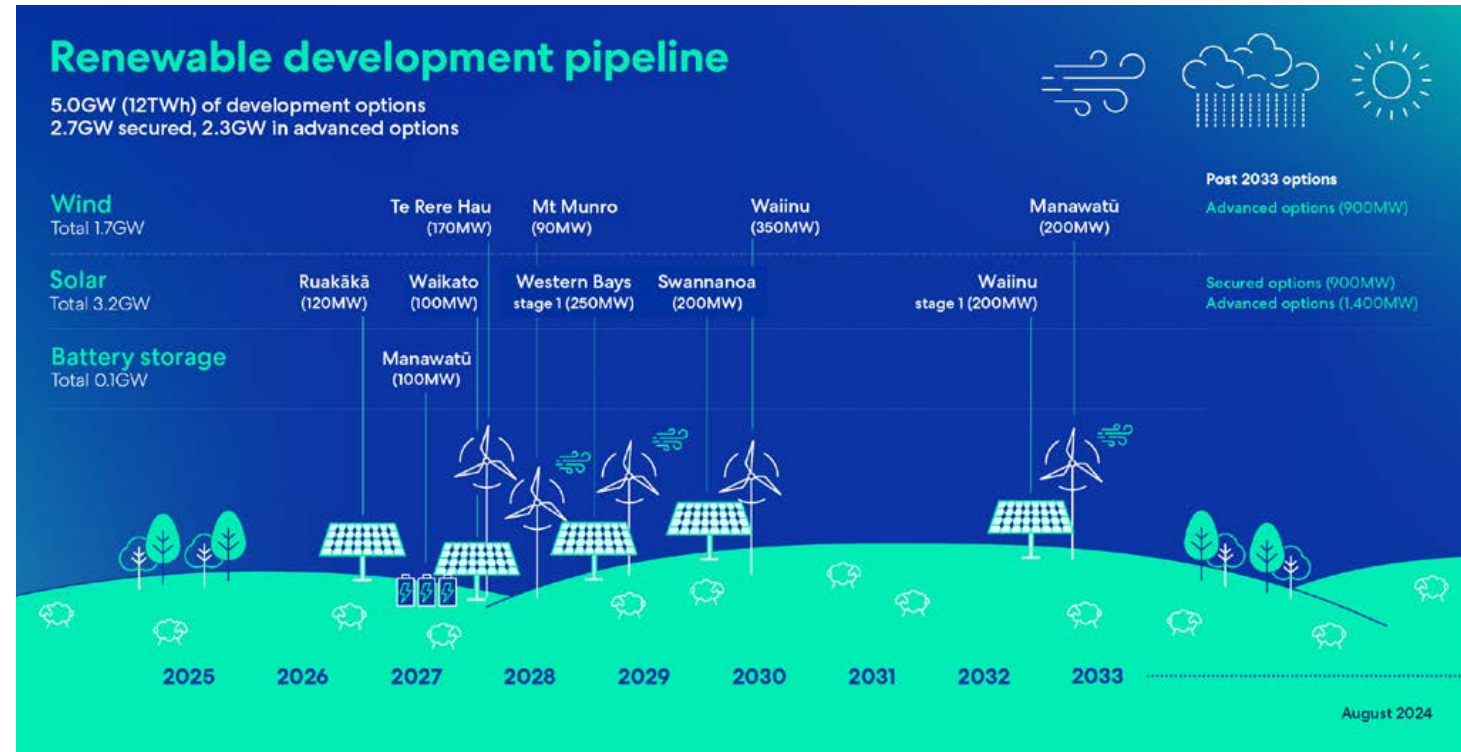 Renewable development pipeline
5.0GW (12TWh) of development options
2.7GW secured, 2.3GW in advanced options
Post 2033 options
Wind
Total 1.7GW
Te Rere Hau
(170MW)
Mt Munro
(90MW)
Waiinu
(350MW)
Manawatū
(200MW)
Advanced options (900MW)
Solar
Total 3.2GW
Ruakākā
(120MW)
Waikato
(100MW)
Western Bays
stage 1 (250MW)
Swannanoa
(200MW)
Waiinu
stage 1 (200MW)
Secured options (900MW)
Advanced options (1,400MW)
Battery storage
Total 0.1GW
Manawatū
(100MW)
2025
2026
2027
2028
2029
2030
2031
2032
2033
August 2024